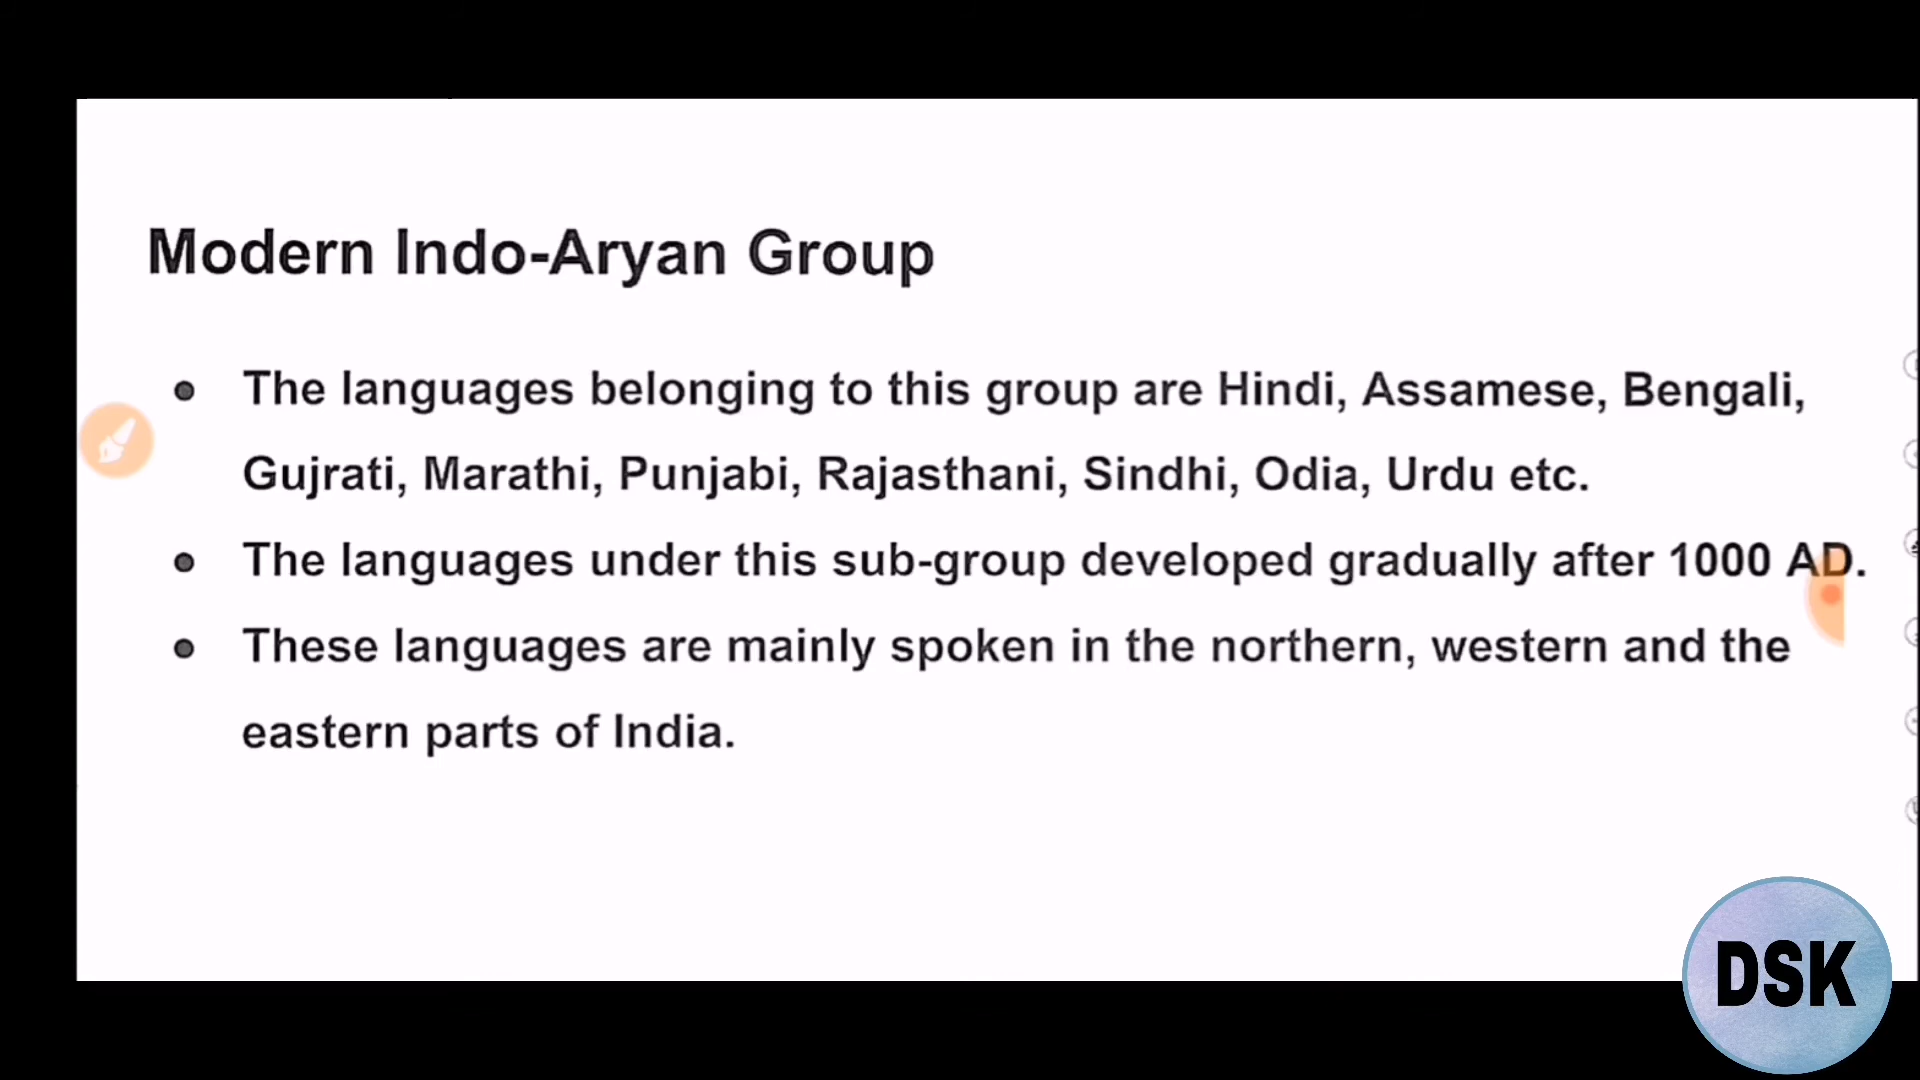 Modern Indo-Aryan Group
The languages belonging to this group are Hindi, Assamese, Bengali,
Gujrati, Marathi, Punjabi, Rajasthani, Sindhi, Odia, Urdu etc.
The languages under this sub-group developed gradually after 1000 AD.
These languages are mainly spoken in the northern, western and the
eastern parts of India.
DSK